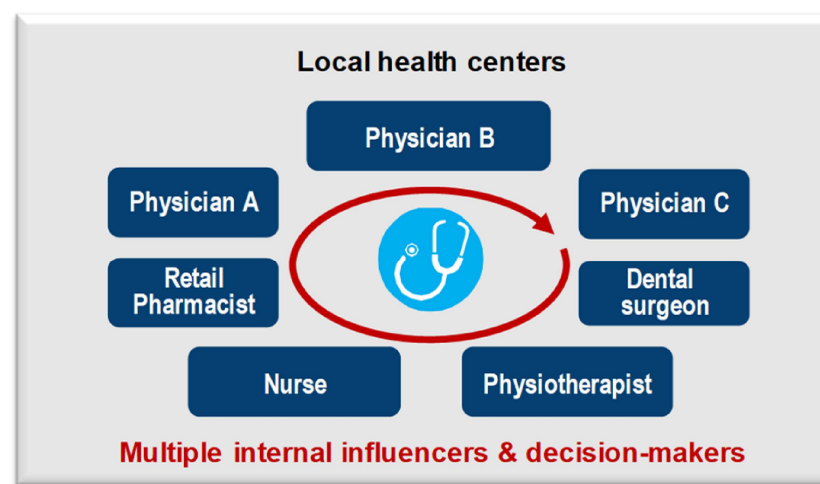 Local health centers
Physician B
Physician A
Physician C
Retail
Pharmacist
Dental
surgeon
Nurse
Physiotherapist
Multiple internal influencers & decision-makers